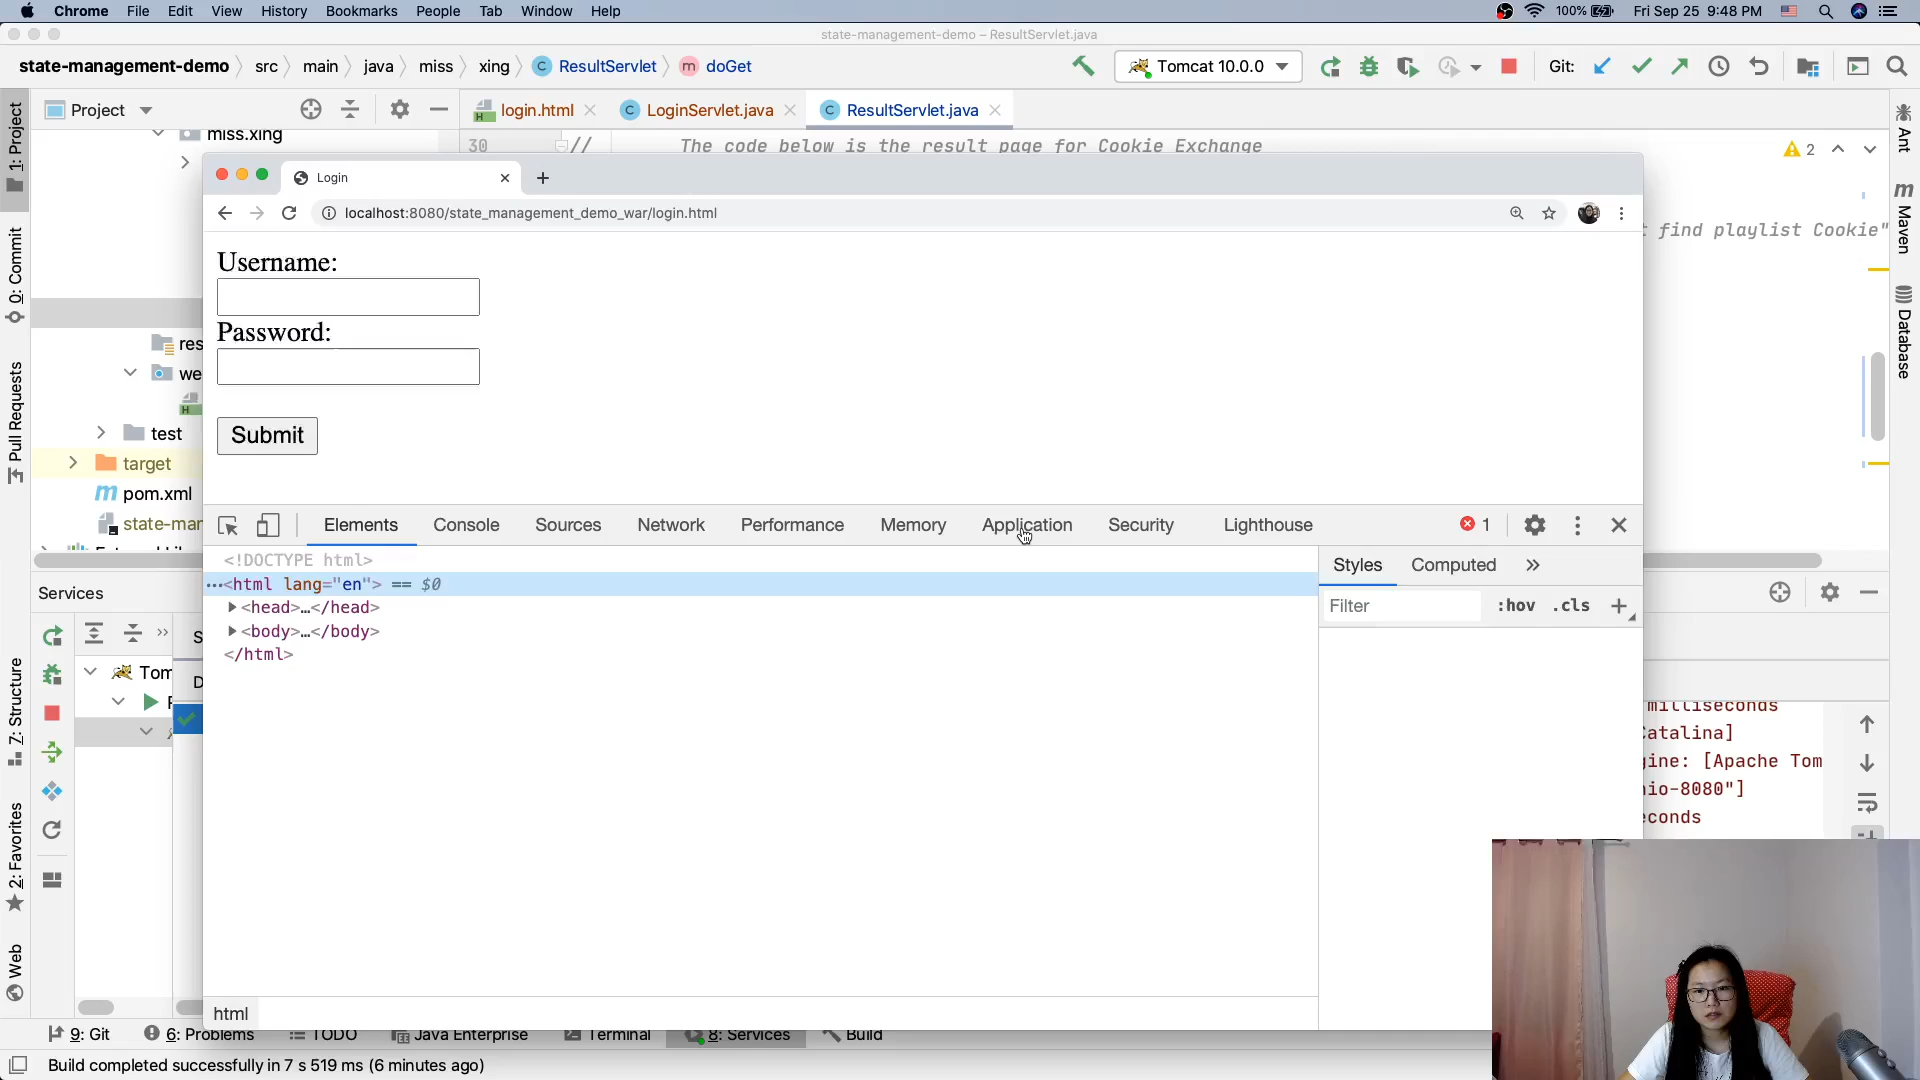 Chrome File Edit View History Bookmarks People Tab Window Help 100% Fri Sep 25 9:48 PM
state-management-demo – ResultServlet.java
state-management-demo src main java miss xing C ResultServlet m doGet Tomcat 10.0.0 Git:
1: Project
Project
login.html C LoginServlet.java C ResultServlet.java
Ant
miss.xing
30 // The code below is the result page for Cookie Exchange
2
Login
m Maven
localhost:8080/state_management_demo_war/login.html
0: Commit
t find playlist Cookie"
Username:
Database
Password:
res
we
Pull Requests
H
Submit
test
target
m pom.xml
state-mar
Elements Console Sources Network Performance Memory Application Security Lighthouse 1
<!DOCTYPE html>
<html lang="en"> == $0
<head>…</head>
<body>…</body>
</html>
Styles Computed
Filter :hov .cls
Services
S
Tom
D
7: Structure
milliseconds
Catalina]
gine: [Apache Tom
nio-8080"]
econds
2: Favorites
Web
html
9: Git 6: Problems TODO Java Enterprise Terminal 8: Services Build
Build completed successfully in 7 s 519 ms (6 minutes ago)